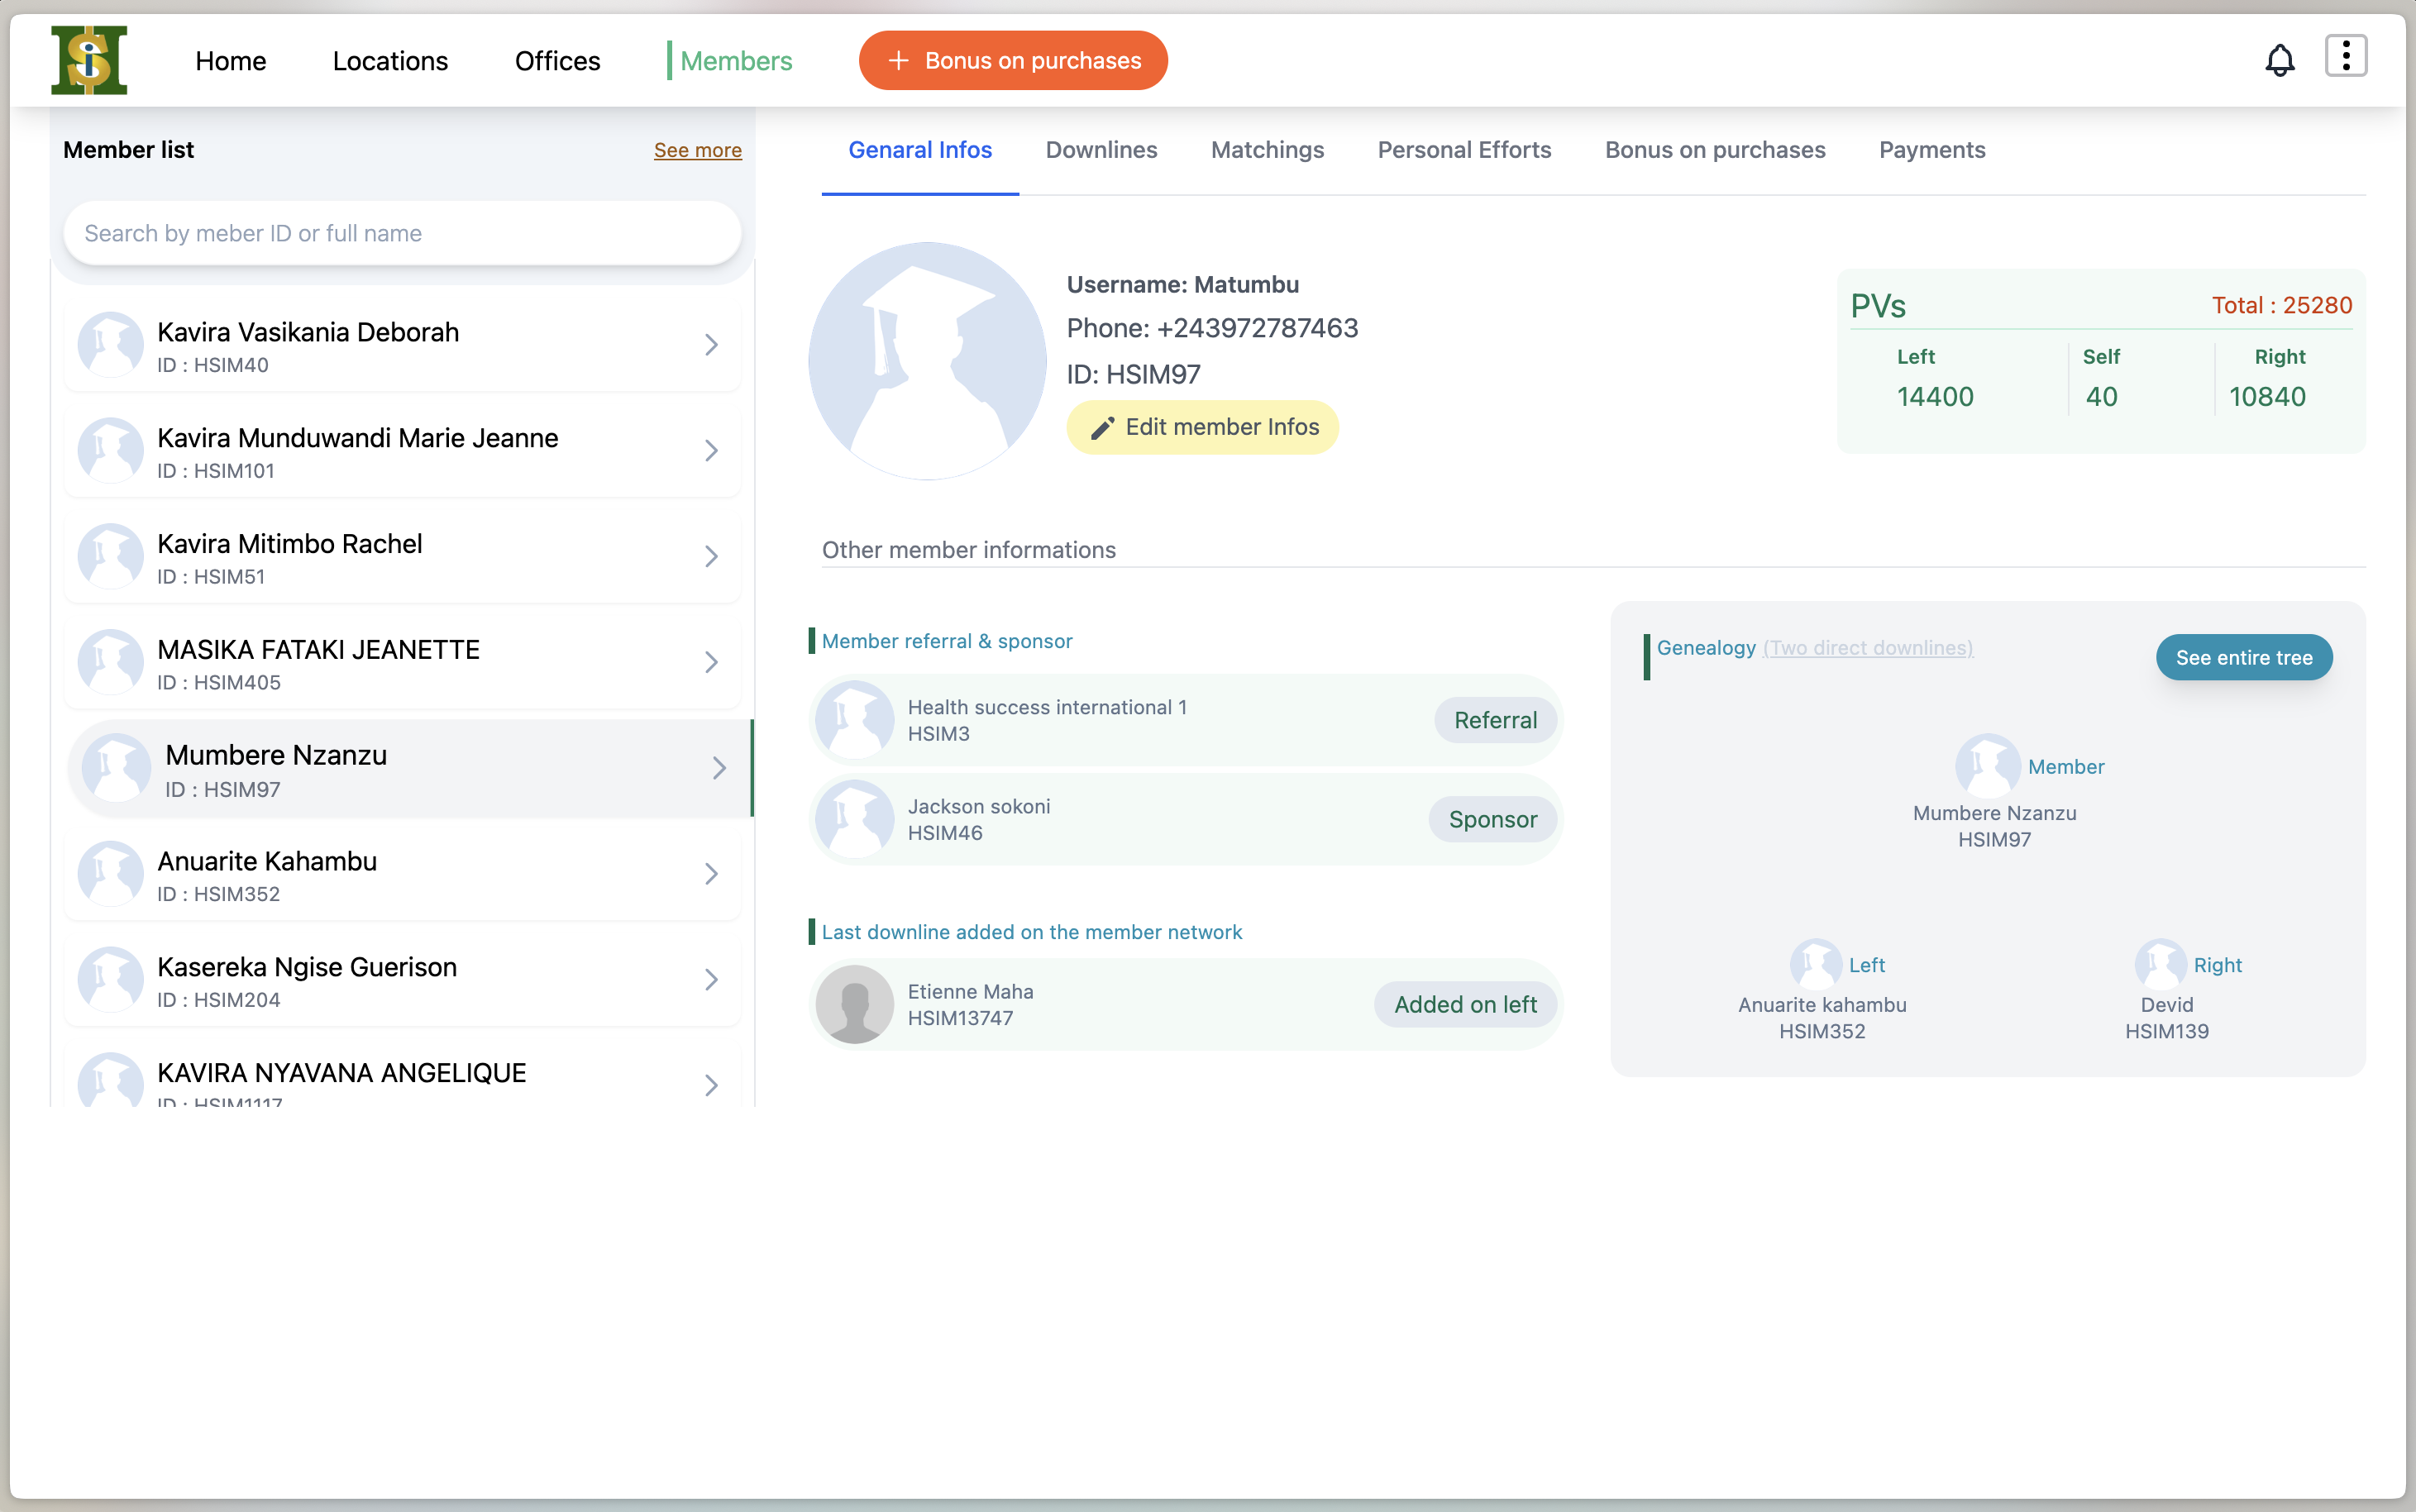 HSi
Home
Locations
Offices
Members
+ Bonus on purchases
Member list
See more
Search by meber ID or full name
Kavira Vasikania Deborah
ID : HSIM40
Kavira Munduwandi Marie Jeanne
ID : HSIM101
Kavira Mitimbo Rachel
ID : HSIM51
MASIKA FATAKI JEANETTE
ID : HSIM405
Mumbere Nzanzu
ID : HSIM97
Anuarite Kahambu
ID : HSIM352
Kasereka Ngise Guerison
ID : HSIM204
KAVIRA NYAVANA ANGELIQUE
ID : HSIM1117
Genaral Infos
Downlines
Matchings
Personal Efforts
Bonus on purchases
Payments
Username: Matumbu
Phone: +243972787463
ID: HSIM97
Edit member Infos
PVs
Total : 25280
Left
Self
Right
14400
40
10840
Other member informations
Member referral & sponsor
Health success international 1
HSIM3
Referral
Jackson sokoni
HSIM46
Sponsor
Last downline added on the member network
Etienne Maha
HSIM13747
Added on left
Genealogy (Two direct downlines)
See entire tree
Member
Mumbere Nzanzu
HSIM97
Left
Anuarite kahambu
HSIM352
Right
Devid
HSIM139